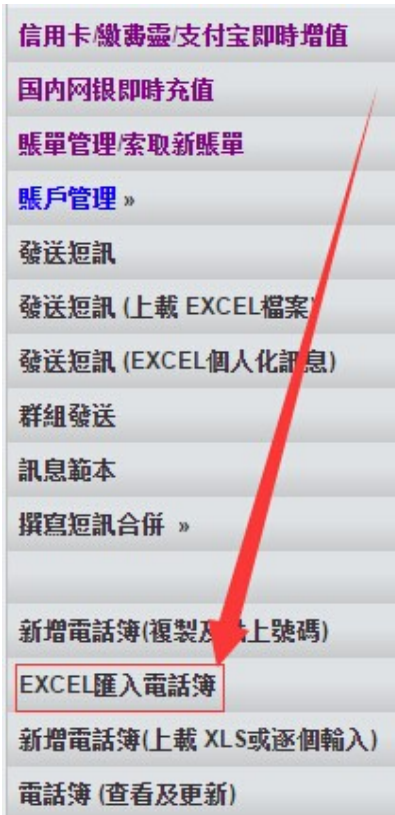 信用卡/繳費靈/支付宝即時增值
国内网银即時充值
賬單管理/索取新賬單
賬戶管理 »
發送短訊
發送短訊 (上載 EXCEL檔案)
發送短訊 (EXCEL個人化訊息)
群組發送
訊息範本
撰寫短訊合併 »
新增電話簿(複製及貼上號碼)
EXCEL匯入電話簿
新增電話簿(上載 XLS或逐個輸入)
電話簿 (查看及更新)